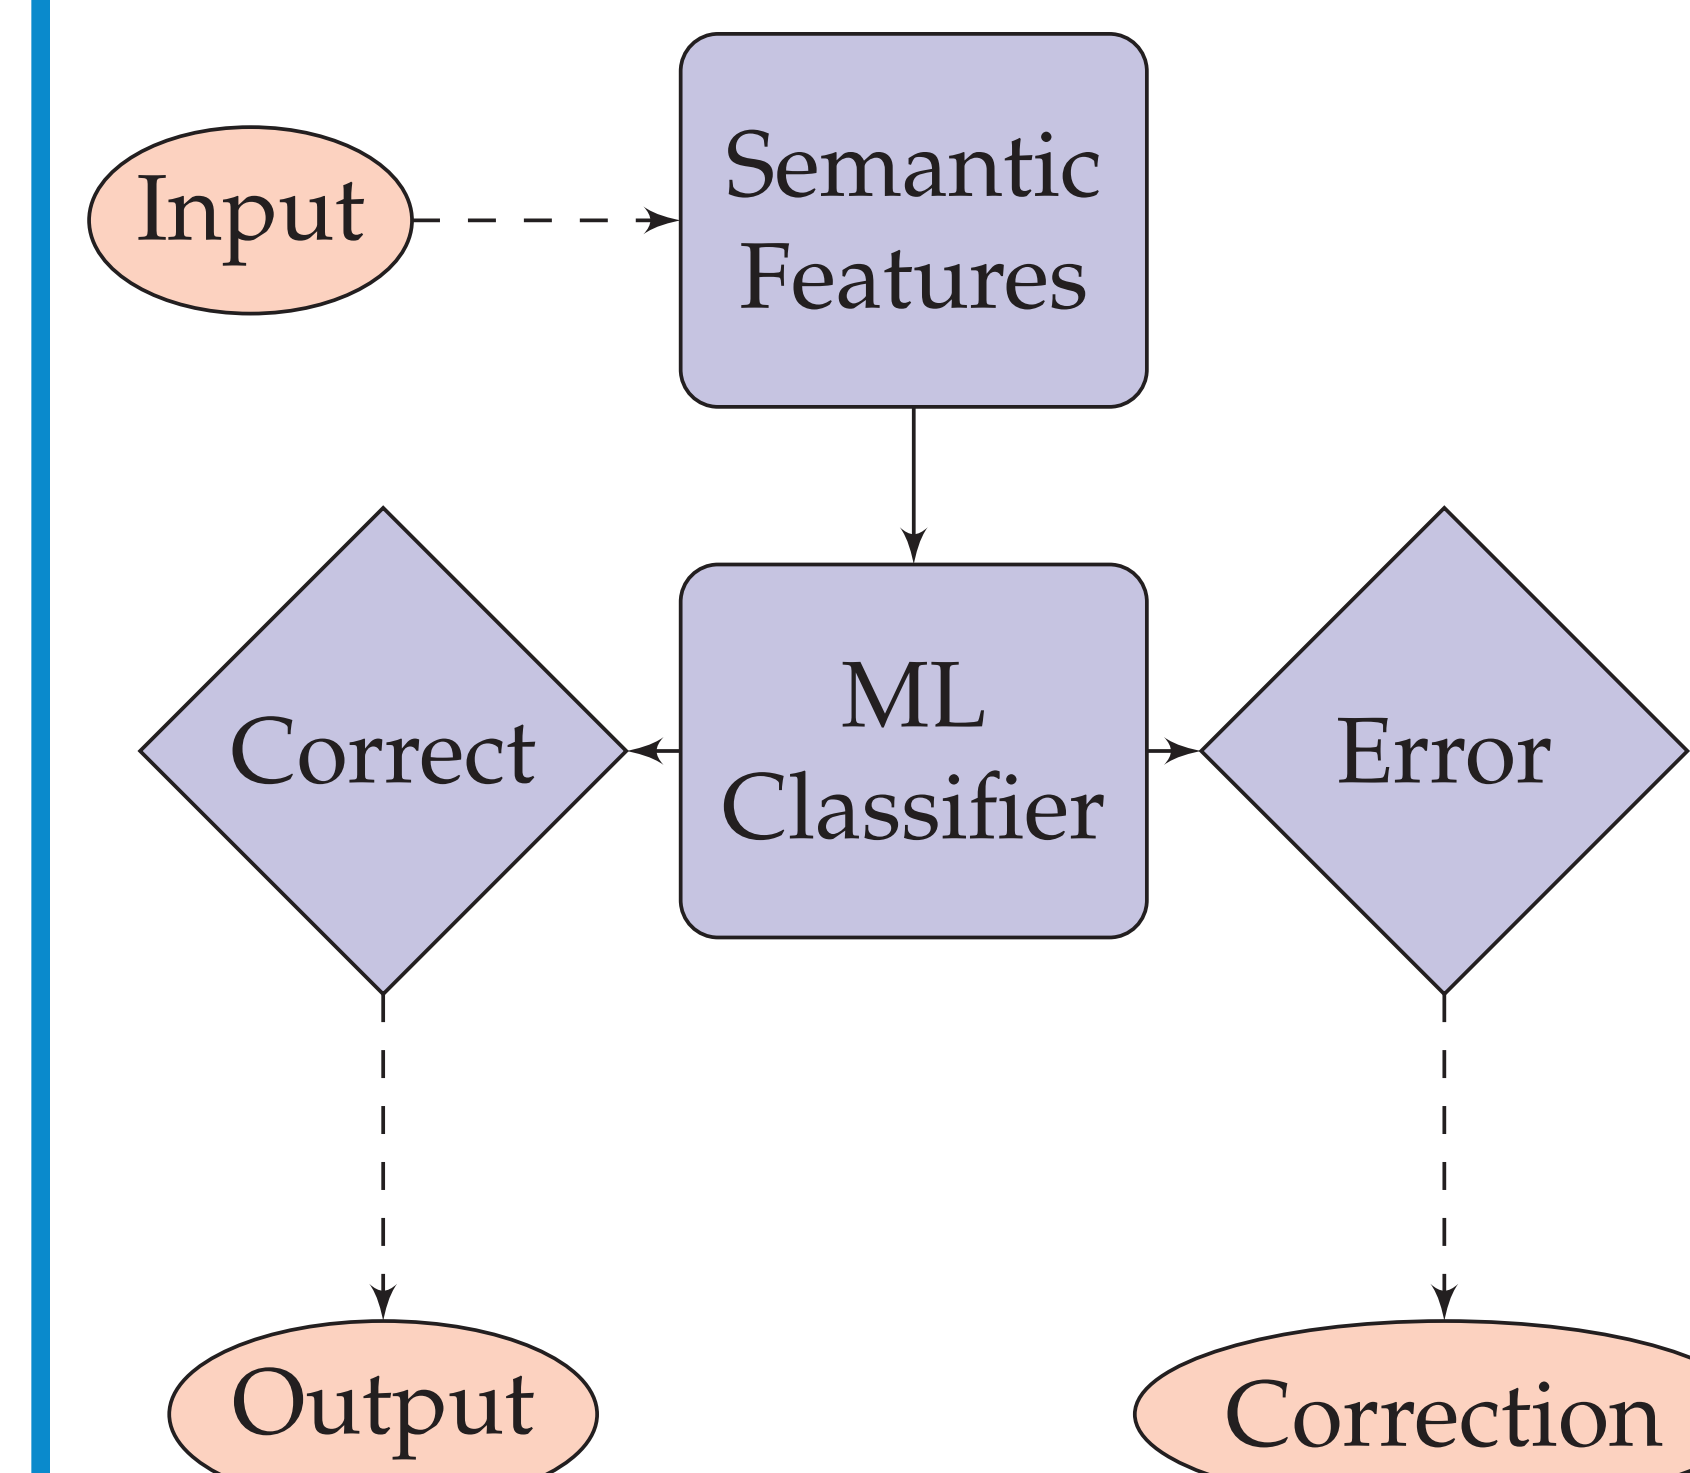 Input
Semantic
Features
Correct
ML
Classifier
Error
Output
Correction